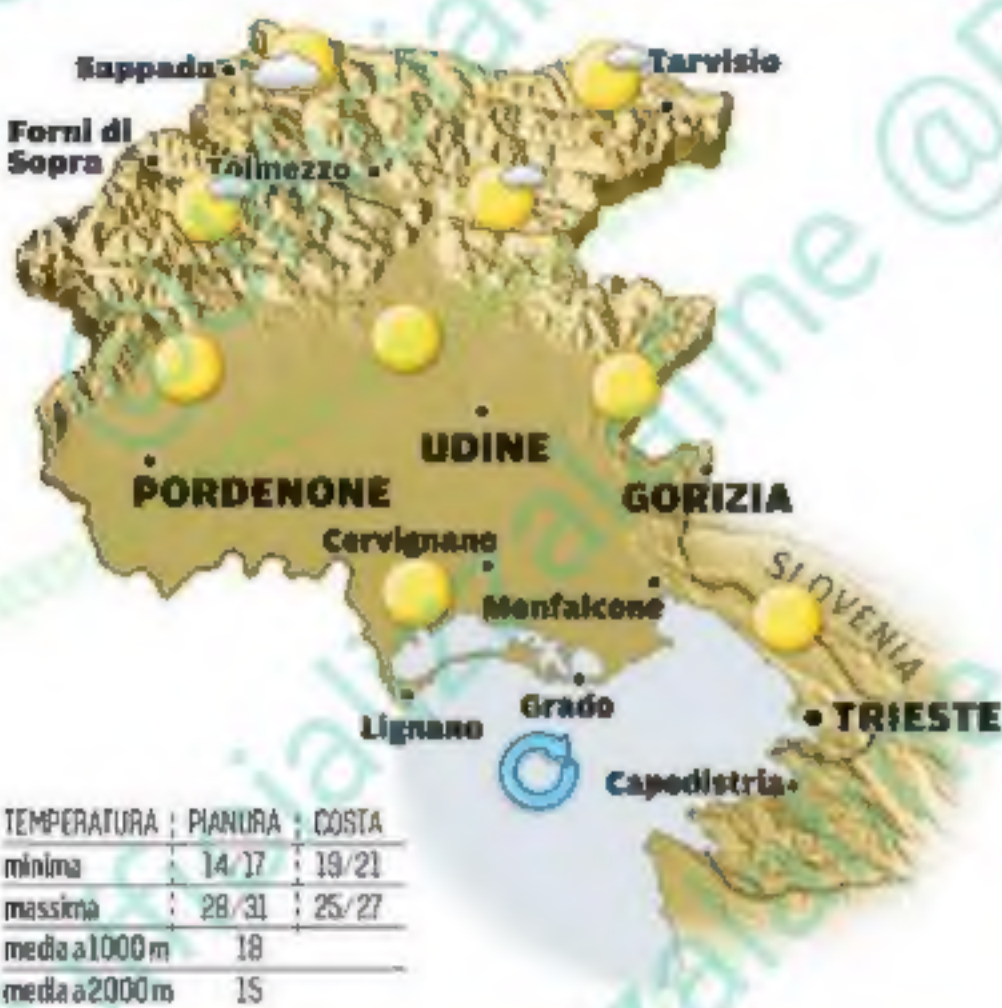 Sappada
Tarvisio
Forni di
Sopra
Tolmezzo
UDINE
PORDENONE
GORIZIA
Cervignano
SLOVENIA
Monfalcone
Grado
Lignano
TRIESTE
Capodistria
TEMPERATURA PIANURA COSTA
minima 14/17 19/21
massima 28/31 25/27
media a 1000 m 18
media a 2000 m 15